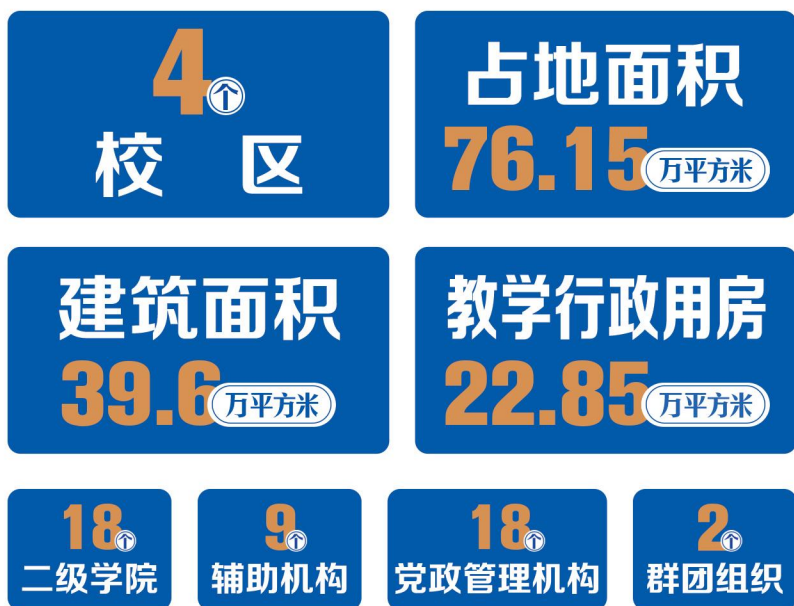 4个
校 区
占地面积
76.15万平方米
建筑面积
39.6万平方米
教学行政用房
22.85万平方米
18个
二级学院
9个
辅助机构
18个
党政管理机构
2个
群团组织